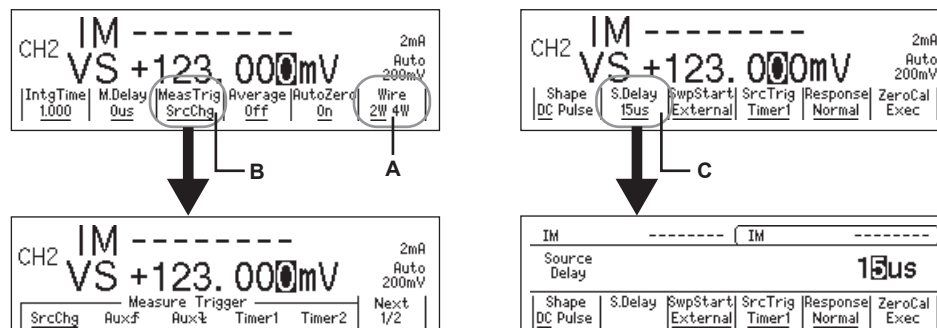 CH2 IM -------- 2mA
VS +123. 000mV Auto 200mV
IntgTime M.Delay MeasTrig Average AutoZero Wire
1.000 0us SrcChg Off On 2W 4W
B
A
CH2 IM -------- 2mA
VS +123. 000mV Auto 200mV
Measure Trigger Next
SrcChg Aux Aux Timer1 Timer2 1/2
CH2 IM -------- 2mA
VS +123. 000mV Auto 200mV
Shape S.Delay SwpStart SrcTrig Response ZeroCal
DC Pulse 15us External Timer1 Normal Exec
C
IM -------- IM --------
Source
Delay 15us
Shape S.Delay SwpStart SrcTrig Response ZeroCal
DC Pulse External Timer1 Normal Exec